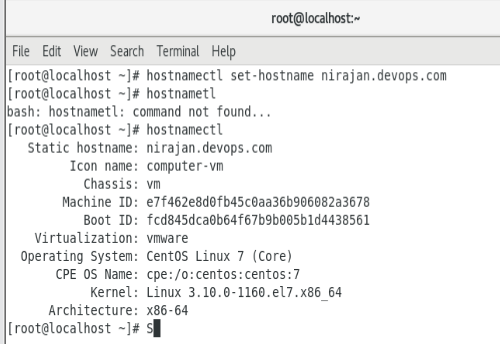 root@localhost:~
File Edit View Search Terminal Help
[root@localhost ~]# hostnamectl set-hostname nirajan.devops.com
[root@localhost ~]# hostnametl
bash: hostnametl: command not found...
[root@localhost ~]# hostnamectl
Static hostname: nirajan.devops.com
Icon name: computer-vm
Chassis: vm
Machine ID: e7f462e8d0fb45c0aa36b906082a3678
Boot ID: fcd845dca0b64f67b9b005b1d4438561
Virtualization: vmware
Operating System: CentOS Linux 7 (Core)
CPE OS Name: cpe:/o:centos:centos:7
Kernel: Linux 3.10.0-1160.el7.x86_64
Architecture: x86-64
[root@localhost ~]# S